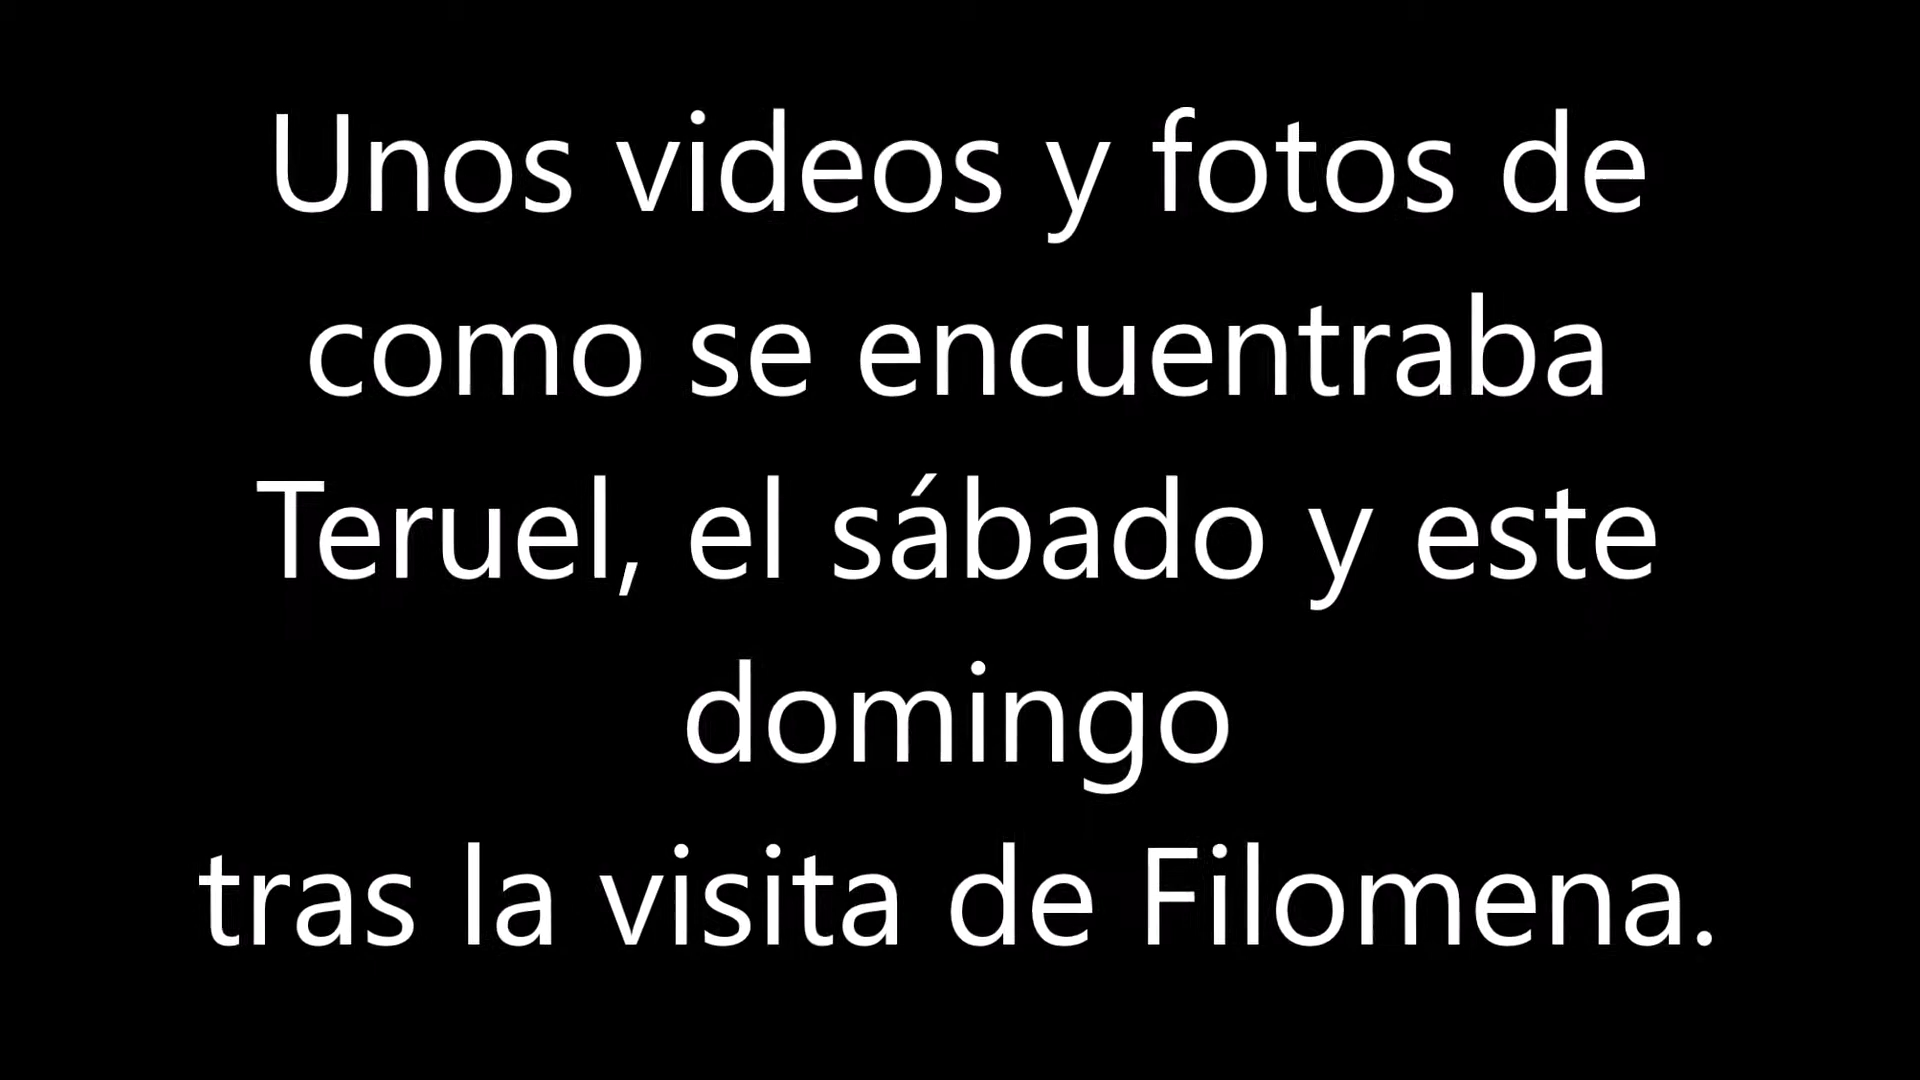 Unos videos y fotos de
como se encuentraba
Teruel, el sábado y este
domingo
tras la visita de Filomena.